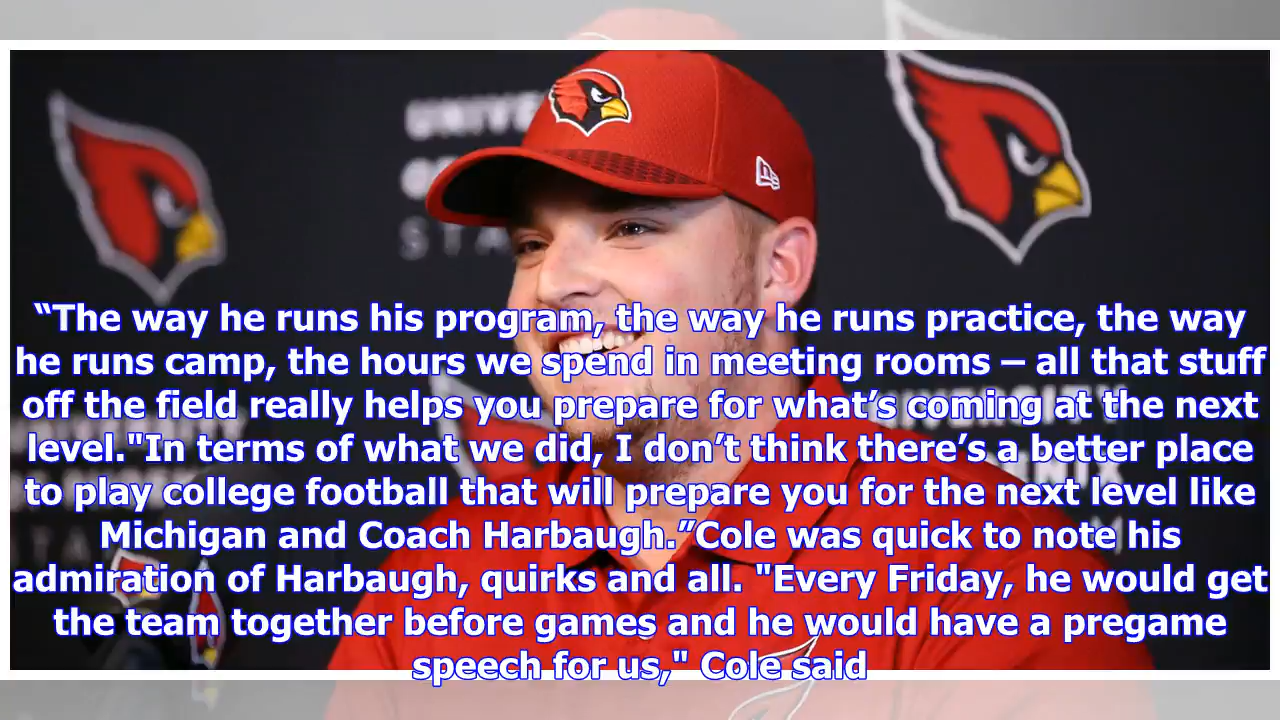 UNIVE
STA
“The way he runs his program, the way he runs practice, the way
he runs camp, the hours we spend in meeting rooms – all that stuff
off the field really helps you prepare for what’s coming at the next
level."In terms of what we did, I don’t think there’s a better place
to play college football that will prepare you for the next level like
Michigan and Coach Harbaugh.”Cole was quick to note his
admiration of Harbaugh, quirks and all. "Every Friday, he would get
the team together before games and he would have a pregame
speech for us," Cole said